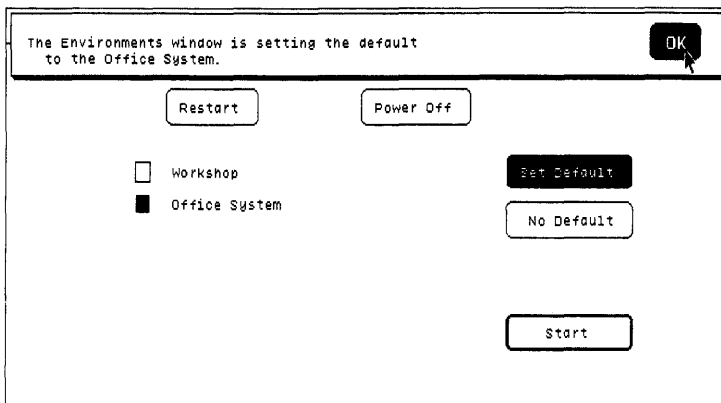 The Environments window is setting the default
to the Office System.
OK
Restart
Power Off
Workshop
Set Default
Office System
No Default
Start